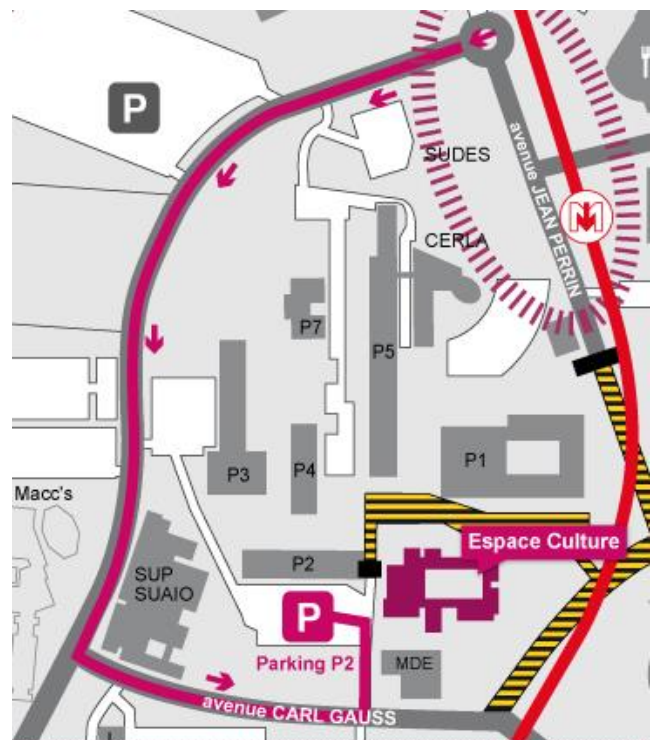 P
SUDES
avenue JEAN PERRIN
M
CERLA
P7
P5
P1
P3
P4
Macc's
Espace Culture
P2
SUP
SUAIO
P
Parking P2
MDE
avenue CARL GAUSS